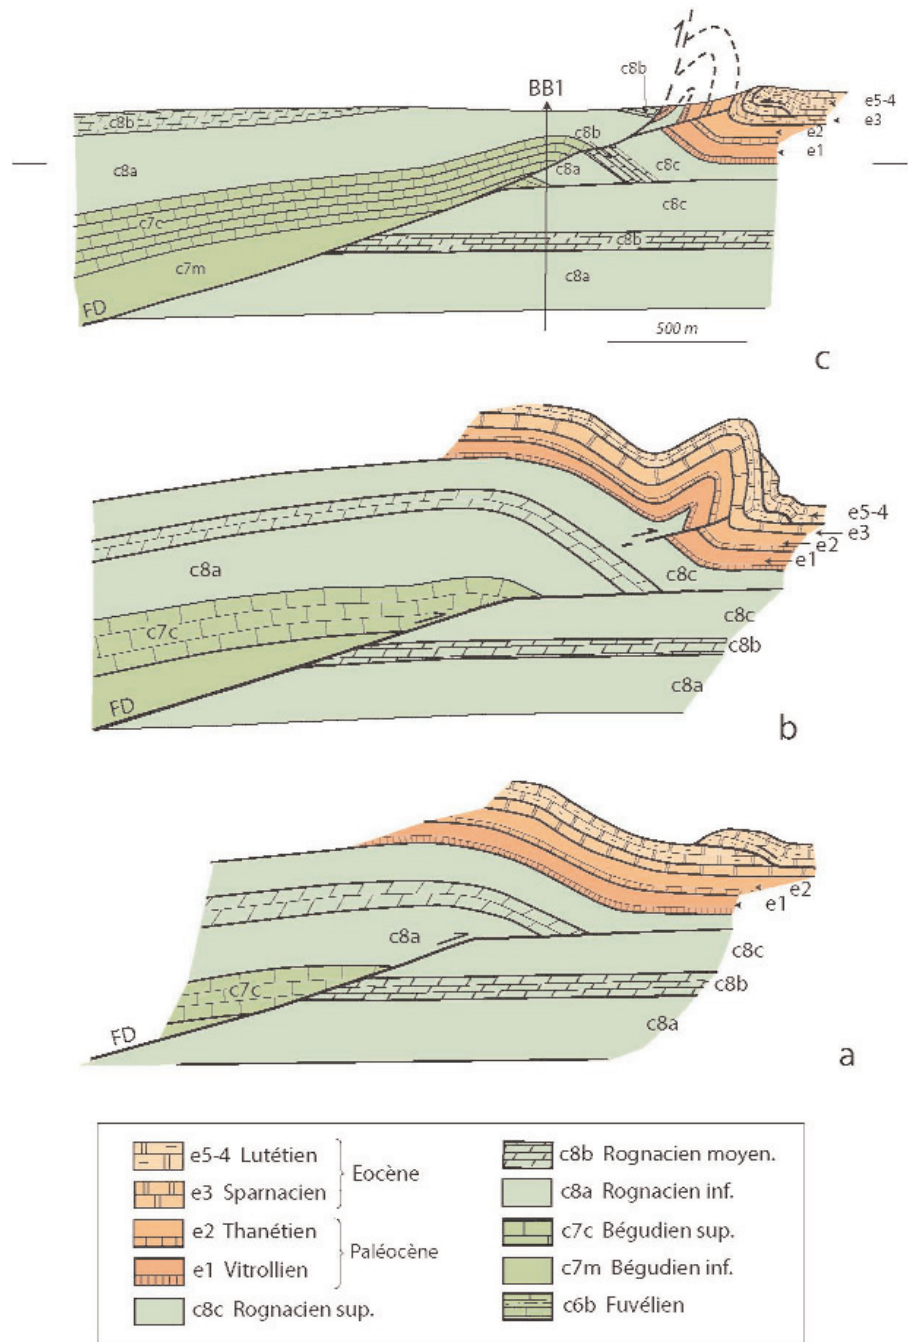 c8b
BB1
c8b
e5-4
e3
e2
e1
c8b
c8a
c8a
c8c
c7c
c8c
c8b
c7m
c8a
FD
500 m
c
e5-4
e3
e2
e1
c8a
c8c
c7c
c8c
c8b
FD
c8a
b
e2
e1
c8a
c8c
c7c
c8b
FD
c8a
a
e5-4 Lutétien
e3 Sparnacien
Eocène
e2 Thanétien
e1 Vitrollien
Paléocène
c8c Rognacien sup.
c8b Rognacien moyen.
c8a Rognacien inf.
c7c Bégudien sup.
c7m Bégudien inf.
c6b Fuvélien